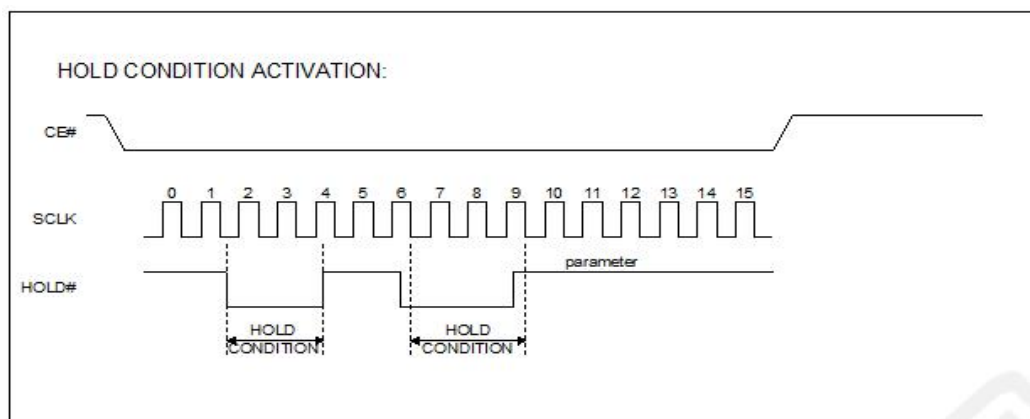 HOLD CONDITION ACTIVATION:
CE#
0 1 2 3 4 5 6 7 8 9 10 11 12 13 14 15
SCLK
parameter
HOLD#
HOLD HOLD
CONDITION CONDITION